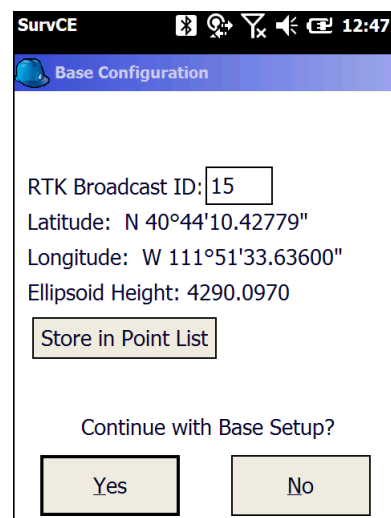 SurvCE 12:47
Base Configuration
RTK Broadcast ID: 15
Latitude: N 40°44'10.42779"
Longitude: W 111°51'33.63600"
Ellipsoid Height: 4290.0970
Store in Point List
Continue with Base Setup?
Yes No